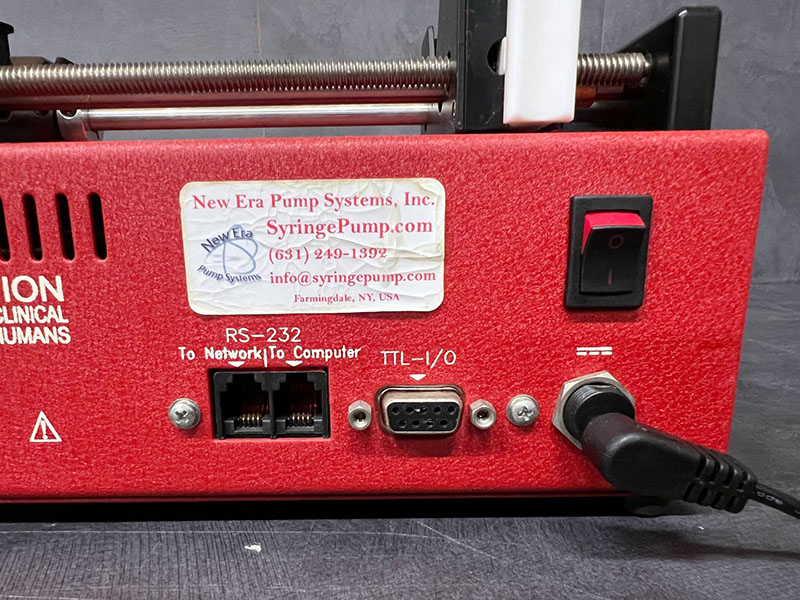 New Era Pump Systems, Inc.
SyringePump.com
New Era
Pump Systems
(631) 249-1392
info@syringepump.com
Farmingdale, NY, USA
ION
CLINICAL
HUMANS
RS-232
To Network To Computer
TTL-I/O